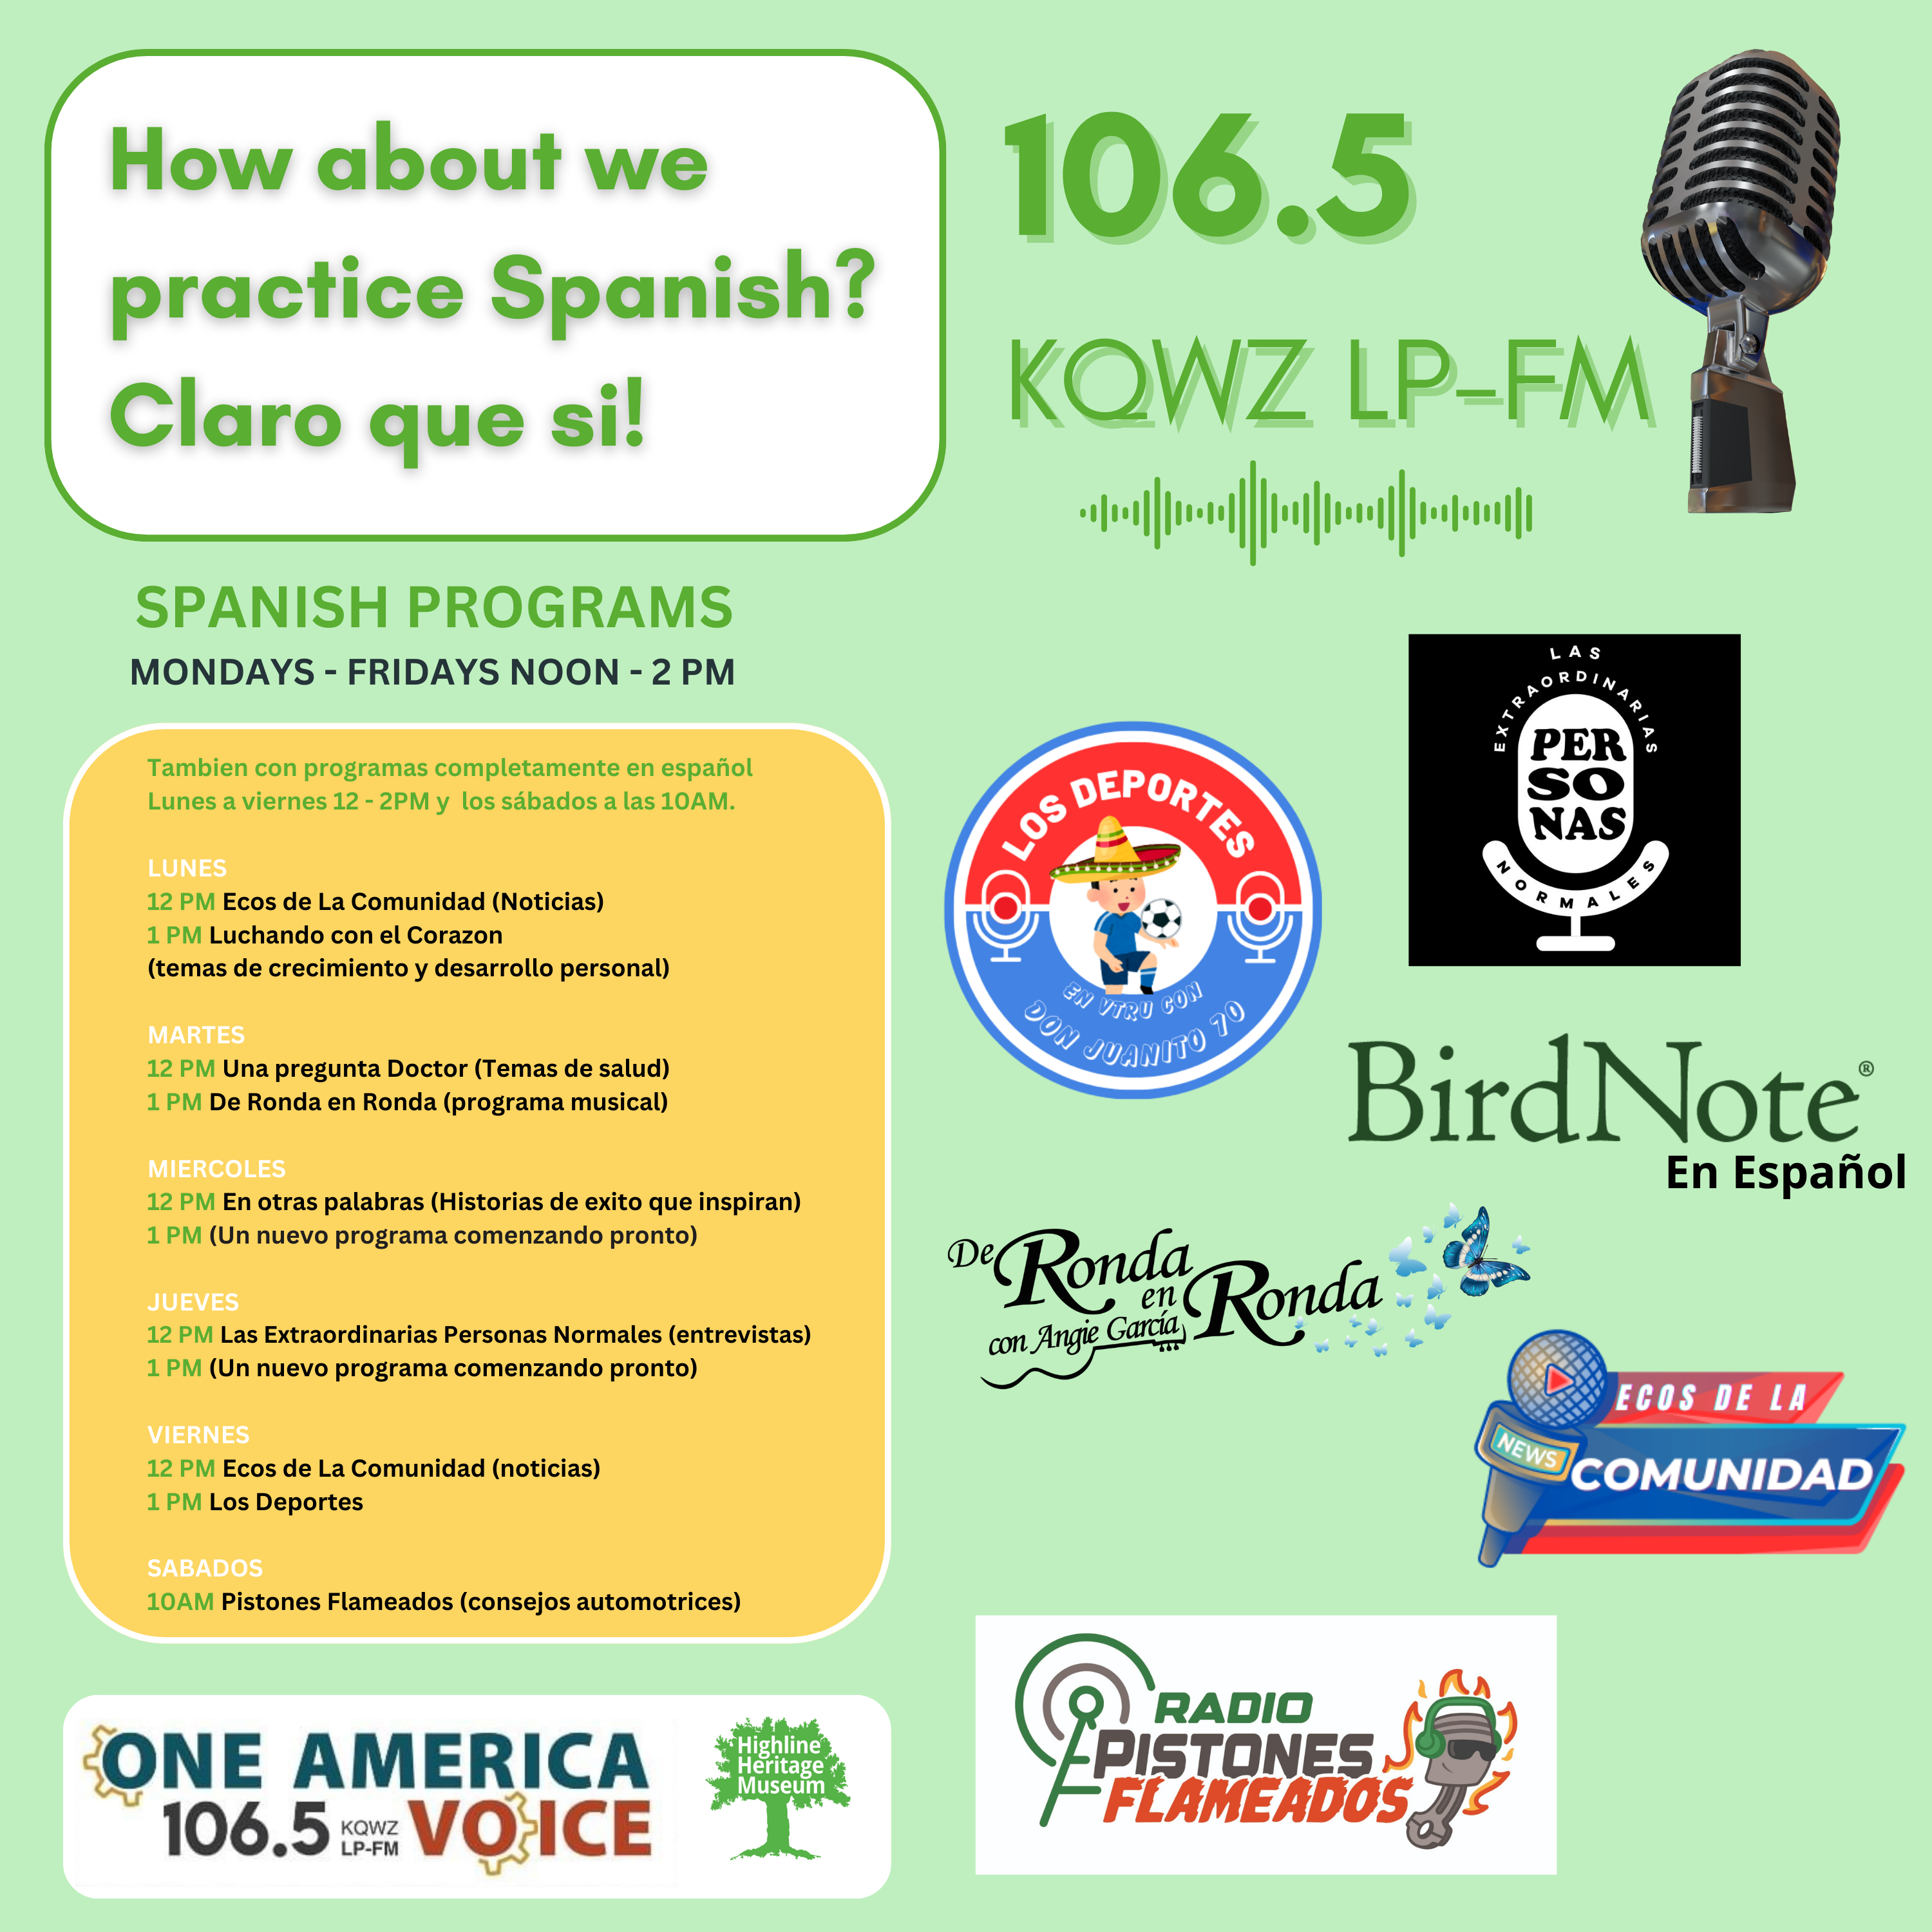 How about we
practice Spanish?
Claro que si!
106.5
KQWZ LP-FM
SPANISH PROGRAMS
MONDAYS - FRIDAYS NOON - 2 PM
Tambien con programas completamente en español
Lunes a viernes 12 - 2PM y  los sábados a las 10AM.
LUNES
12 PM Ecos de La Comunidad (Noticias)
1 PM Luchando con el Corazon
(temas de crecimiento y desarrollo personal)
MARTES
12 PM Una pregunta Doctor (Temas de salud)
1 PM De Ronda en Ronda (programa musical)
MIERCOLES
12 PM En otras palabras (Historias de exito que inspiran)
1 PM (Un nuevo programa comenzando pronto)
JUEVES
12 PM Las Extraordinarias Personas Normales (entrevistas)
1 PM (Un nuevo programa comenzando pronto)
VIERNES
12 PM Ecos de La Comunidad (noticias)
1 PM Los Deportes
SABADOS
10AM Pistones Flameados (consejos automotrices)
LOS DEPORTES
EN VTRU CON
DON JUANITO 70
LAS
EXTRAORDINARIAS
PER
SO
NAS
NORMALES
BirdNote®
En Español
De Ronda en Ronda
con Angie García
ECOS DE LA
NEWS
COMUNIDAD
RADIO
PISTONES
FLAMEADOS
ONE AMERICA
106.5 KQWZ LP-FM VOICE
Highline
Heritage
Museum